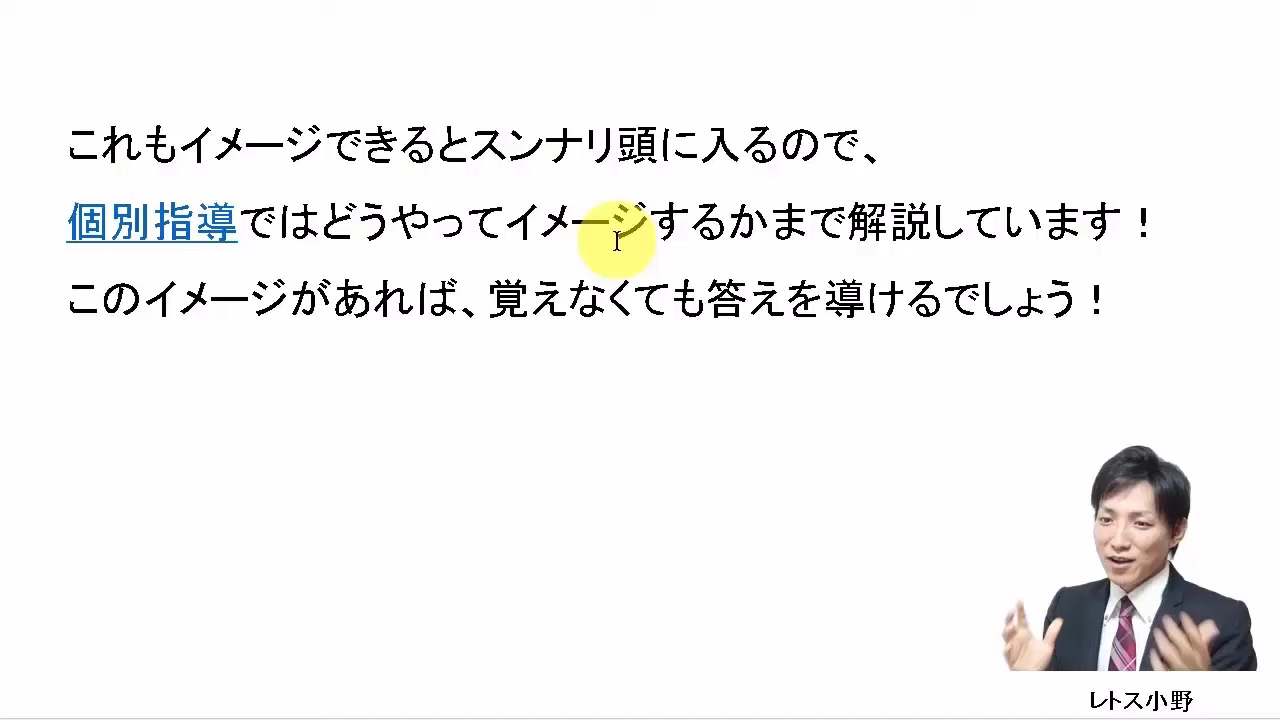 これもイメージできるとスンナリ頭に入るので、
個別指導ではどうやってイメージするかまで解説しています！
このイメージがあれば、覚えなくても答えを導けるでしょう！
レトス小野